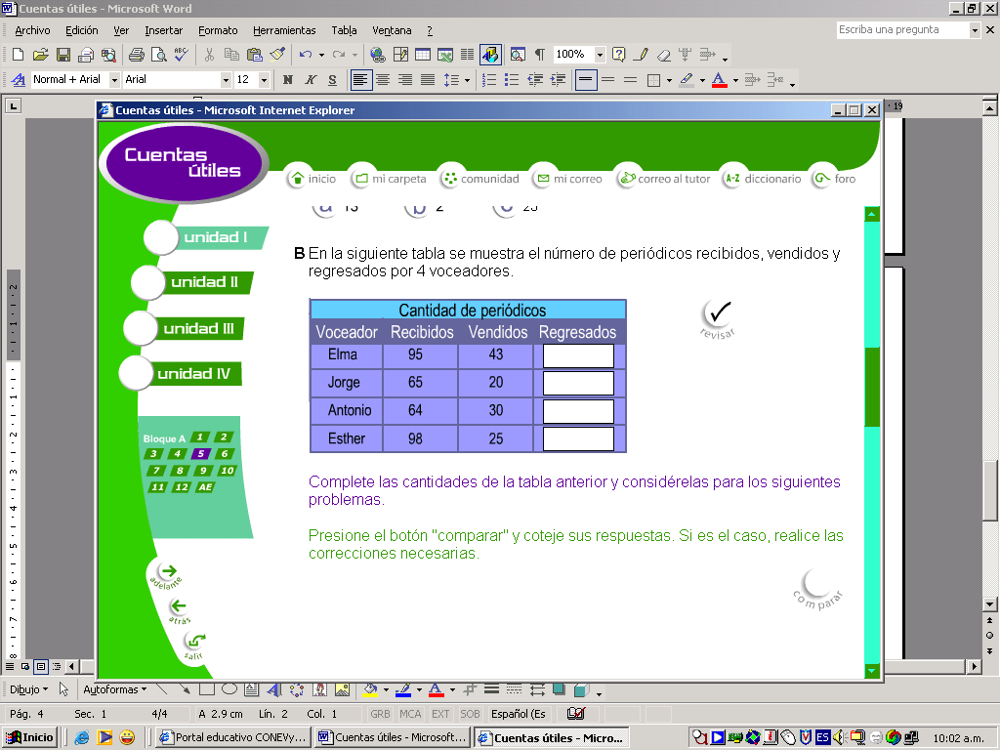 Cuentas útiles - Microsoft Word
Archivo Edición Ver Insertar Formato Herramientas Tabla Ventana ?
Escriba una pregunta
100%
Normal + Arial Arial 12 N K S
19
Cuentas útiles - Microsoft Internet Explorer
Cuentas útiles
inicio mi carpeta comunidad mi correo correo al tutor A-Z diccionario foro
a 13 b 2 c 25
unidad I
unidad II
unidad III
unidad IV
B En la siguiente tabla se muestra el número de periódicos recibidos, vendidos y
regresados por 4 voceadores.
Cantidad de periódicos
Voceador Recibidos Vendidos Regresados
Elma 95 43
Jorge 65 20
Antonio 64 30
Esther 98 25
revisar
Bloque A 1 2
3 4 5 6
7 8 9 10
11 12 AE
Complete las cantidades de la tabla anterior y considérelas para los siguientes
problemas.
Presione el botón "comparar" y coteje sus respuestas. Si es el caso, realice las
correcciones necesarias.
comparar
adelante
atrás
salir
Dibujo Autoformas
Pág. 4 Sec. 1 4/4 A 2.9 cm Lín. 2 Col. 1 GRB MCA EXT SOB Español (Es
Inicio Portal educativo CONEVy... Cuentas útiles - Microsoft... Cuentas útiles - Micro... ES 10:02 a.m.